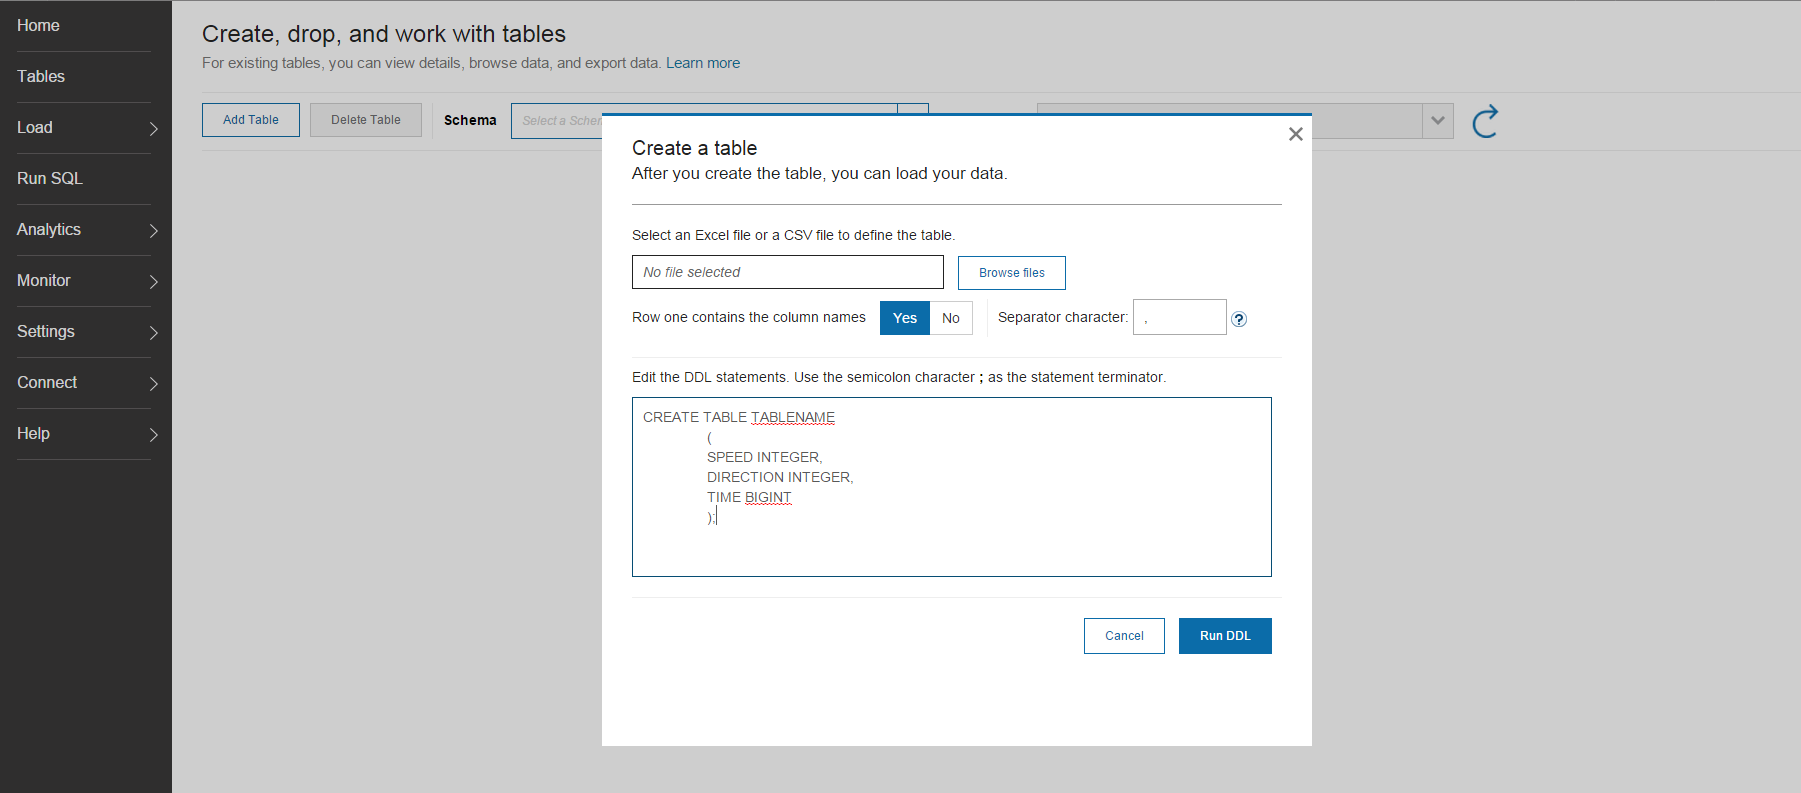 Home
Tables
Load
Run SQL
Analytics
Monitor
Settings
Connect
Help
Create, drop, and work with tables
For existing tables, you can view details, browse data, and export data. Learn more
Add Table
Delete Table
Schema
Select a Scher
Create a table
After you create the table, you can load your data.
Select an Excel file or a CSV file to define the table.
No file selected
Browse files
Row one contains the column names
Yes
No
Separator character:
,
?
Edit the DDL statements. Use the semicolon character ; as the statement terminator.
CREATE TABLE TABLENAME
(
SPEED INTEGER,
DIRECTION INTEGER,
TIME BIGINT
);
Cancel
Run DDL